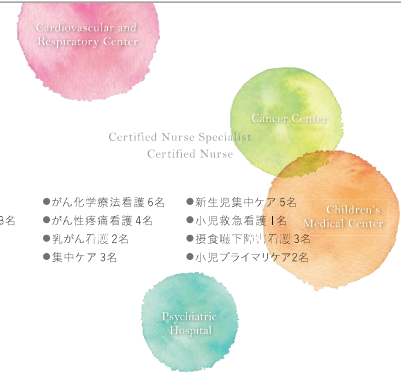 Cardiovascular and
Respiratory Center
Cancer Center
Certified Nurse Specialist
Certified Nurse
3名
●がん化学療法看護 6名
●がん性疼痛看護 4名
●乳がん看護 2名
●集中ケア 3名
●新生児集中ケア 5名
●小児救急看護 1名
●摂食嚥下障害看護 3名
●小児プライマリケア2名
Children's
Medical Center
Psychiatric
Hospital